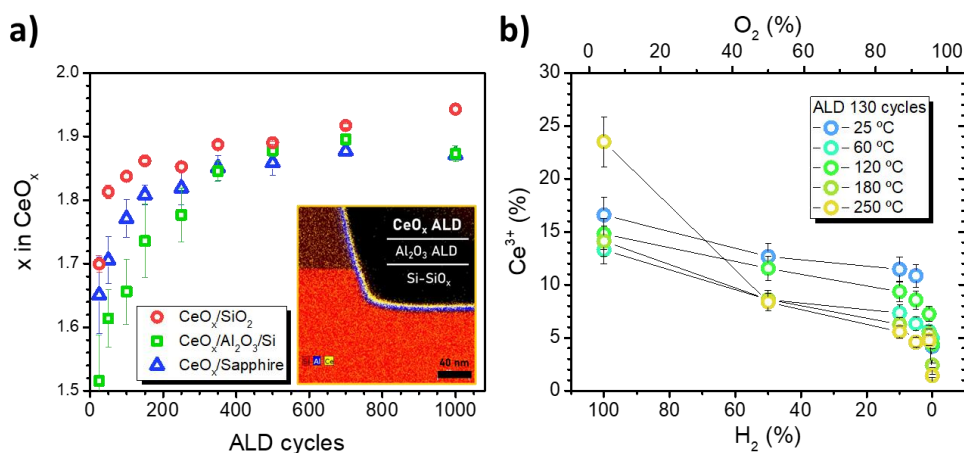 a)
2.0
1.9
1.8
1.7
1.6
1.5
x in CeOₓ
0 200 400 600 800 1000
ALD cycles
CeOₓ/SiO₂
CeOₓ/Al₂O₃/Si
CeOₓ/Sapphire
CeOₓ ALD
Al₂O₃ ALD
Si-SiOₓ
Al Ce
40 nm
b)
O₂ (%)
0 20 40 60 80 100
30
25
20
15
10
5
0
Ce³⁺ (%)
ALD 130 cycles
25 ºC
60 ºC
120 ºC
180 ºC
250 ºC
100 80 60 40 20 0
H₂ (%)